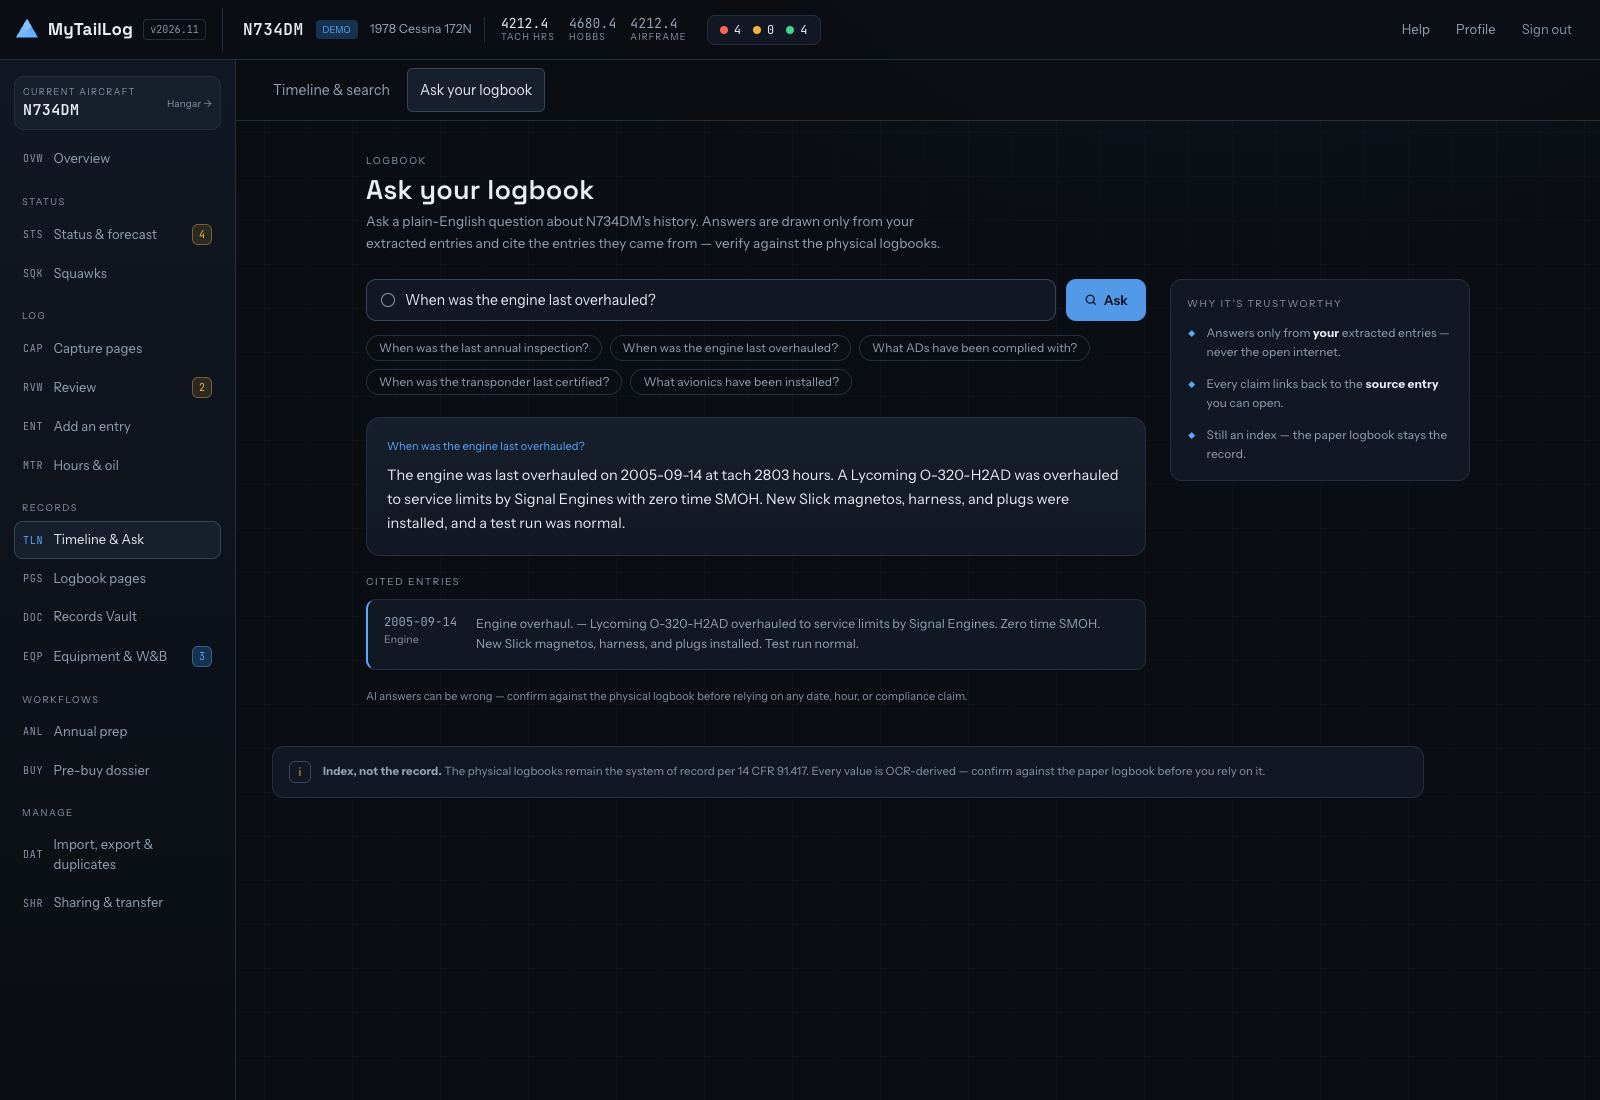 MyTailLog
v2026.11
N734DM
DEMO
1978 Cessna 172N
4212.4
TACH HRS
4680.4
HOBBS
4212.4
AIRFRAME
4
0
4
Help
Profile
Sign out
CURRENT AIRCRAFT
N734DM
Hangar →
OVW Overview
STATUS
STS Status & forecast 4
SQK Squawks
LOG
CAP Capture pages
RVW Review 2
ENT Add an entry
MTR Hours & oil
RECORDS
TLN Timeline & Ask
PGS Logbook pages
DOC Records Vault
EQP Equipment & W&B 3
WORKFLOWS
ANL Annual prep
BUY Pre-buy dossier
MANAGE
DAT Import, export &
duplicates
SHR Sharing & transfer
Timeline & search
Ask your logbook
LOGBOOK
Ask your logbook
Ask a plain-English question about N734DM's history. Answers are drawn only from your
extracted entries and cite the entries they came from — verify against the physical logbooks.
When was the engine last overhauled?
Ask
When was the last annual inspection?
When was the engine last overhauled?
What ADs have been complied with?
When was the transponder last certified?
What avionics have been installed?
When was the engine last overhauled?
The engine was last overhauled on 2005-09-14 at tach 2803 hours. A Lycoming O-320-H2AD was overhauled
to service limits by Signal Engines with zero time SMOH. New Slick magnetos, harness, and plugs were
installed, and a test run was normal.
CITED ENTRIES
2005-09-14
Engine
Engine overhaul. — Lycoming O-320-H2AD overhauled to service limits by Signal Engines. Zero time SMOH.
New Slick magnetos, harness, and plugs installed. Test run normal.
AI answers can be wrong — confirm against the physical logbook before relying on any date, hour, or compliance claim.
WHY IT'S TRUSTWORTHY
Answers only from your extracted entries —
never the open internet.
Every claim links back to the source entry
you can open.
Still an index — the paper logbook stays the
record.
i
Index, not the record. The physical logbooks remain the system of record per 14 CFR 91.417. Every value is OCR-derived — confirm against the paper logbook before you rely on it.